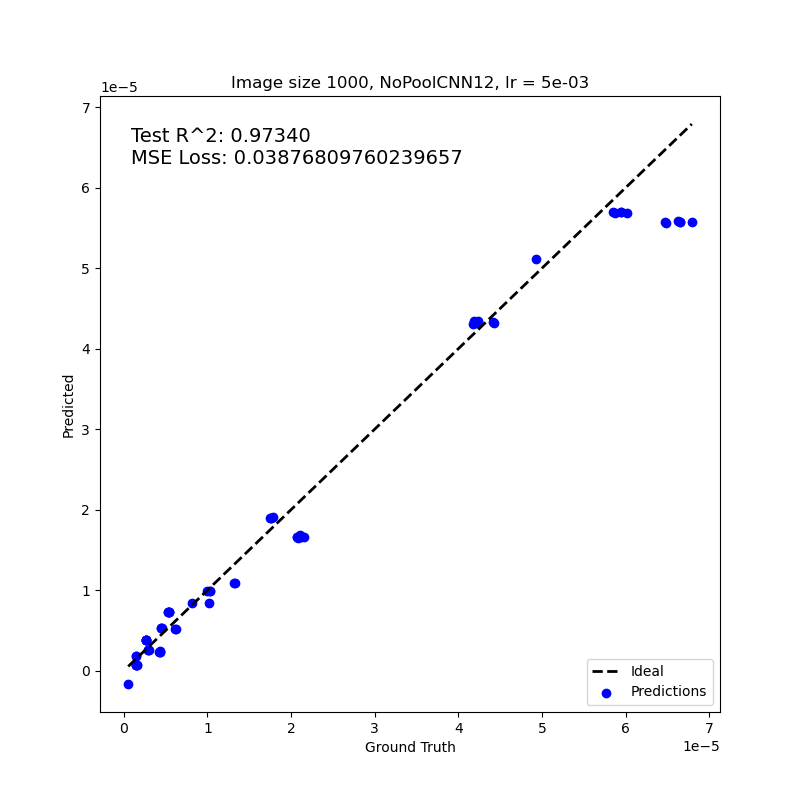 Image size 1000, NoPoolCNN12, lr = 5e-03
1e−5
Test R^2: 0.97340
MSE Loss: 0.03876809760239657
7
6
5
4
3
2
1
0
Predicted
Ideal
Predictions
0 1 2 3 4 5 6 7
Ground Truth
1e−5